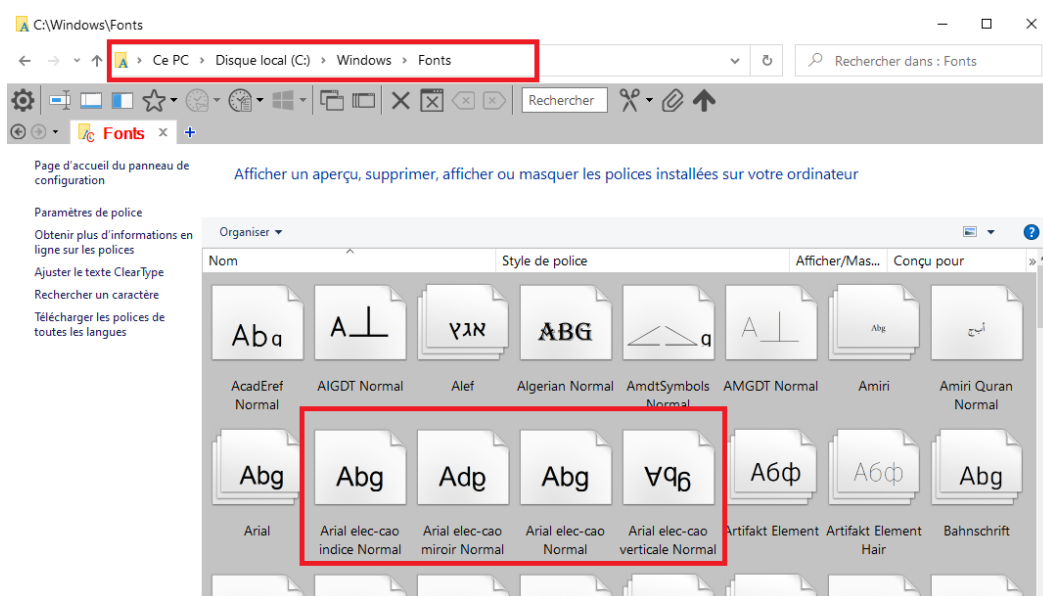 C:\Windows\Fonts
Ce PC > Disque local (C:) > Windows > Fonts
Rechercher dans : Fonts
Rechercher
Fonts
Page d'accueil du panneau de
configuration
Paramètres de police
Obtenir plus d'informations en
ligne sur les polices
Ajuster le texte ClearType
Rechercher un caractère
Télécharger les polices de
toutes les langues
Afficher un aperçu, supprimer, afficher ou masquer les polices installées sur votre ordinateur
Organiser
Nom
Style de police
Afficher/Mas...
Conçu pour
»
Abg
A
אגץ
ABG
A
Abg
أبج
AcadEref
Normal
AIGDT Normal
Alef
Algerian Normal
AmdtSymbols
Normal
AMGDT Normal
Amiri
Amiri Quran
Normal
Abg
Abg
Abg
Abg
Abg
Абф
Абф
Abg
Arial
Arial elec-cao
indice Normal
Arial elec-cao
miroir Normal
Arial elec-cao
Normal
Arial elec-cao
verticale Normal
Artifakt Element
Artifakt Element
Hair
Bahnschrift